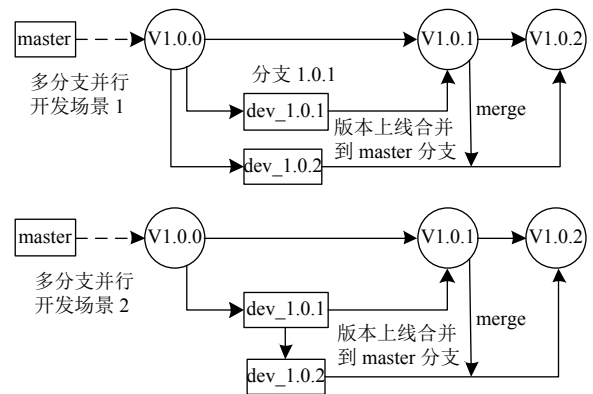 master
V1.0.0
V1.0.1
V1.0.2
多分支并行
开发场景 1
分支 1.0.1
dev_1.0.1
版本上线合并
到 master 分支
merge
dev_1.0.2
master
V1.0.0
V1.0.1
V1.0.2
多分支并行
开发场景 2
dev_1.0.1
版本上线合并
到 master 分支
merge
dev_1.0.2